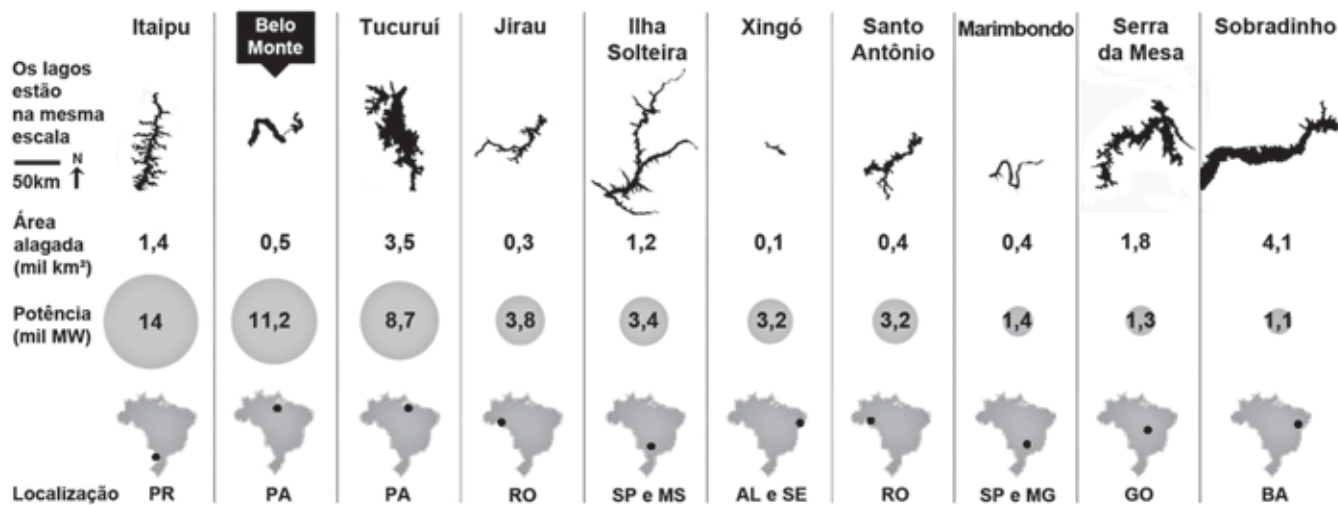 Itaipu
Belo
Monte
Tucuruí
Jirau
Ilha
Solteira
Xingó
Santo
Antônio
Marimbondo
Serra
da Mesa
Sobradinho
Os lagos
estão
na mesma
escala
N
50km
Área
alagada
(mil km²)
1,4
0,5
3,5
0,3
1,2
0,1
0,4
0,4
1,8
4,1
Potência
(mil MW)
14
11,2
8,7
3,8
3,4
3,2
3,2
1,4
1,3
1,1
Localização
PR
PA
PA
RO
SP e MS
AL e SE
RO
SP e MG
GO
BA